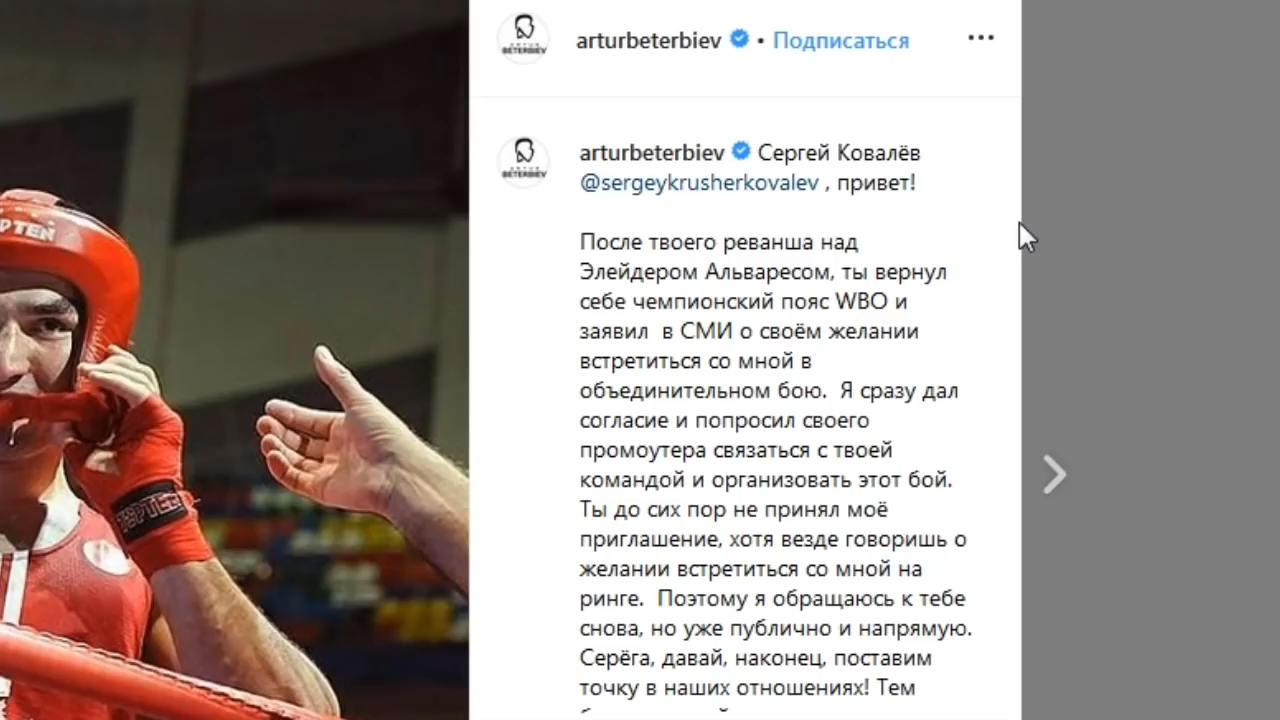 arturbeterbiev • Подписаться
BETERBIEV
arturbeterbiev Сергей Ковалёв
BETERBIEV
@sergeykrusherkovalev , привет!
После твоего реванша над
Элейдером Альваресом, ты вернул
себе чемпионский пояс WBO и
заявил  в СМИ о своём желании
встретиться со мной в
объединительном бою.  Я сразу дал
согласие и попросил своего
промоутера связаться с твоей
командой и организовать этот бой.
Ты до сих пор не принял моё
приглашение, хотя везде говоришь о
желании встретиться со мной на
ринге.  Поэтому я обращаюсь к тебе
снова, но уже публично и напрямую.
Серёга, давай, наконец, поставим
точку в наших отношениях! Тем